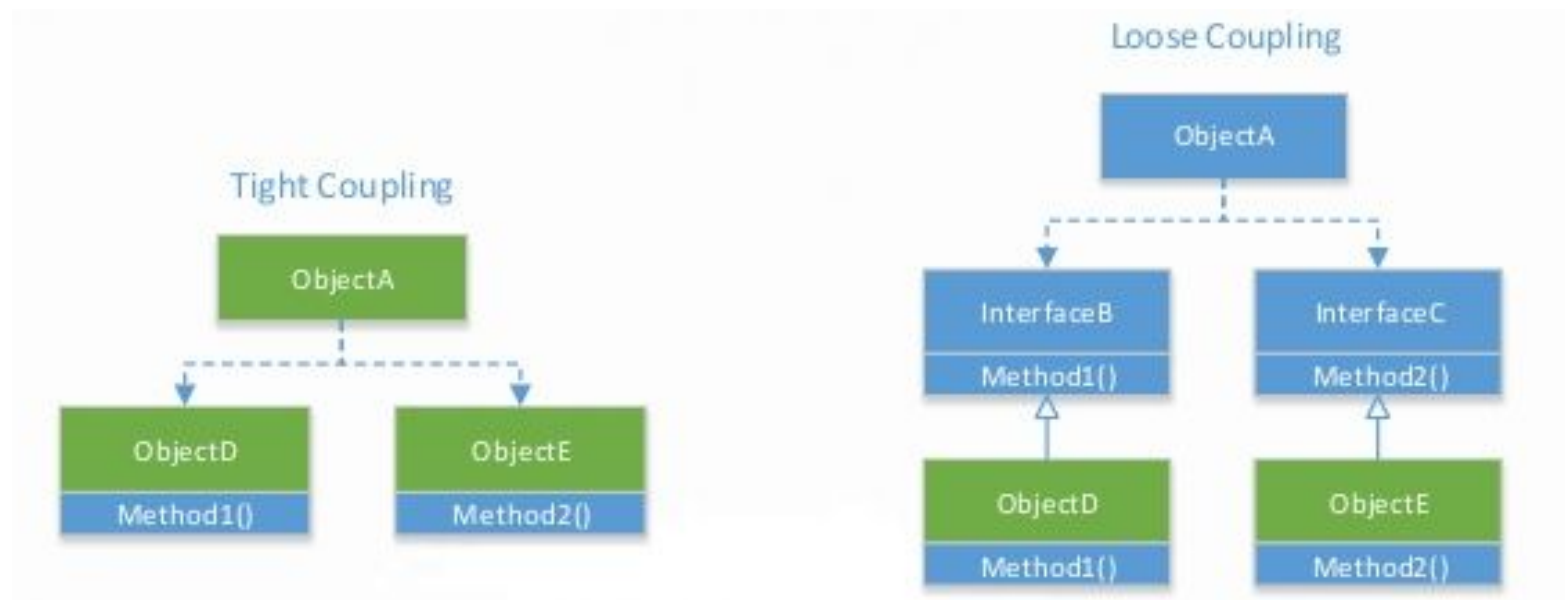 Tight Coupling
ObjectA
ObjectD
Method1()
ObjectE
Method2()
Loose Coupling
ObjectA
InterfaceB
Method1()
InterfaceC
Method2()
ObjectD
Method1()
ObjectE
Method2()